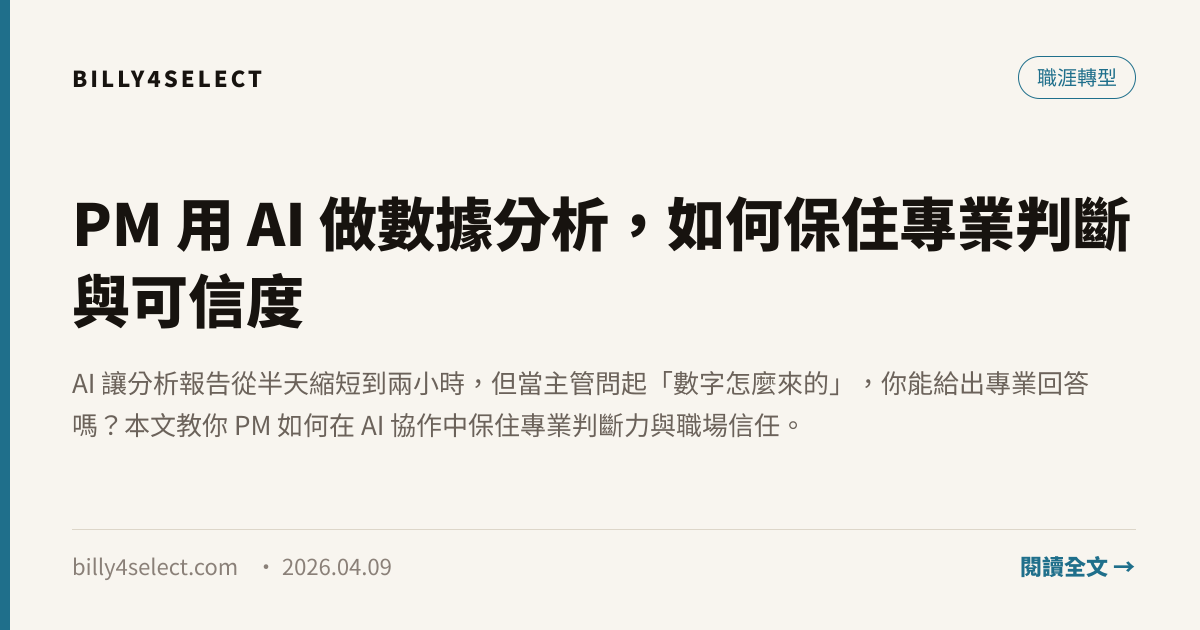 BILLY4SELECT
職涯轉型
PM 用 AI 做數據分析，如何保住專業判斷
與可信度
AI 讓分析報告從半天縮短到兩小時，但當主管問起「數字怎麼來的」，你能給出專業回答
嗎？本文教你 PM 如何在 AI 協作中保住專業判斷力與職場信任。
billy4select.com ・ 2026.04.09
閱讀全文 →